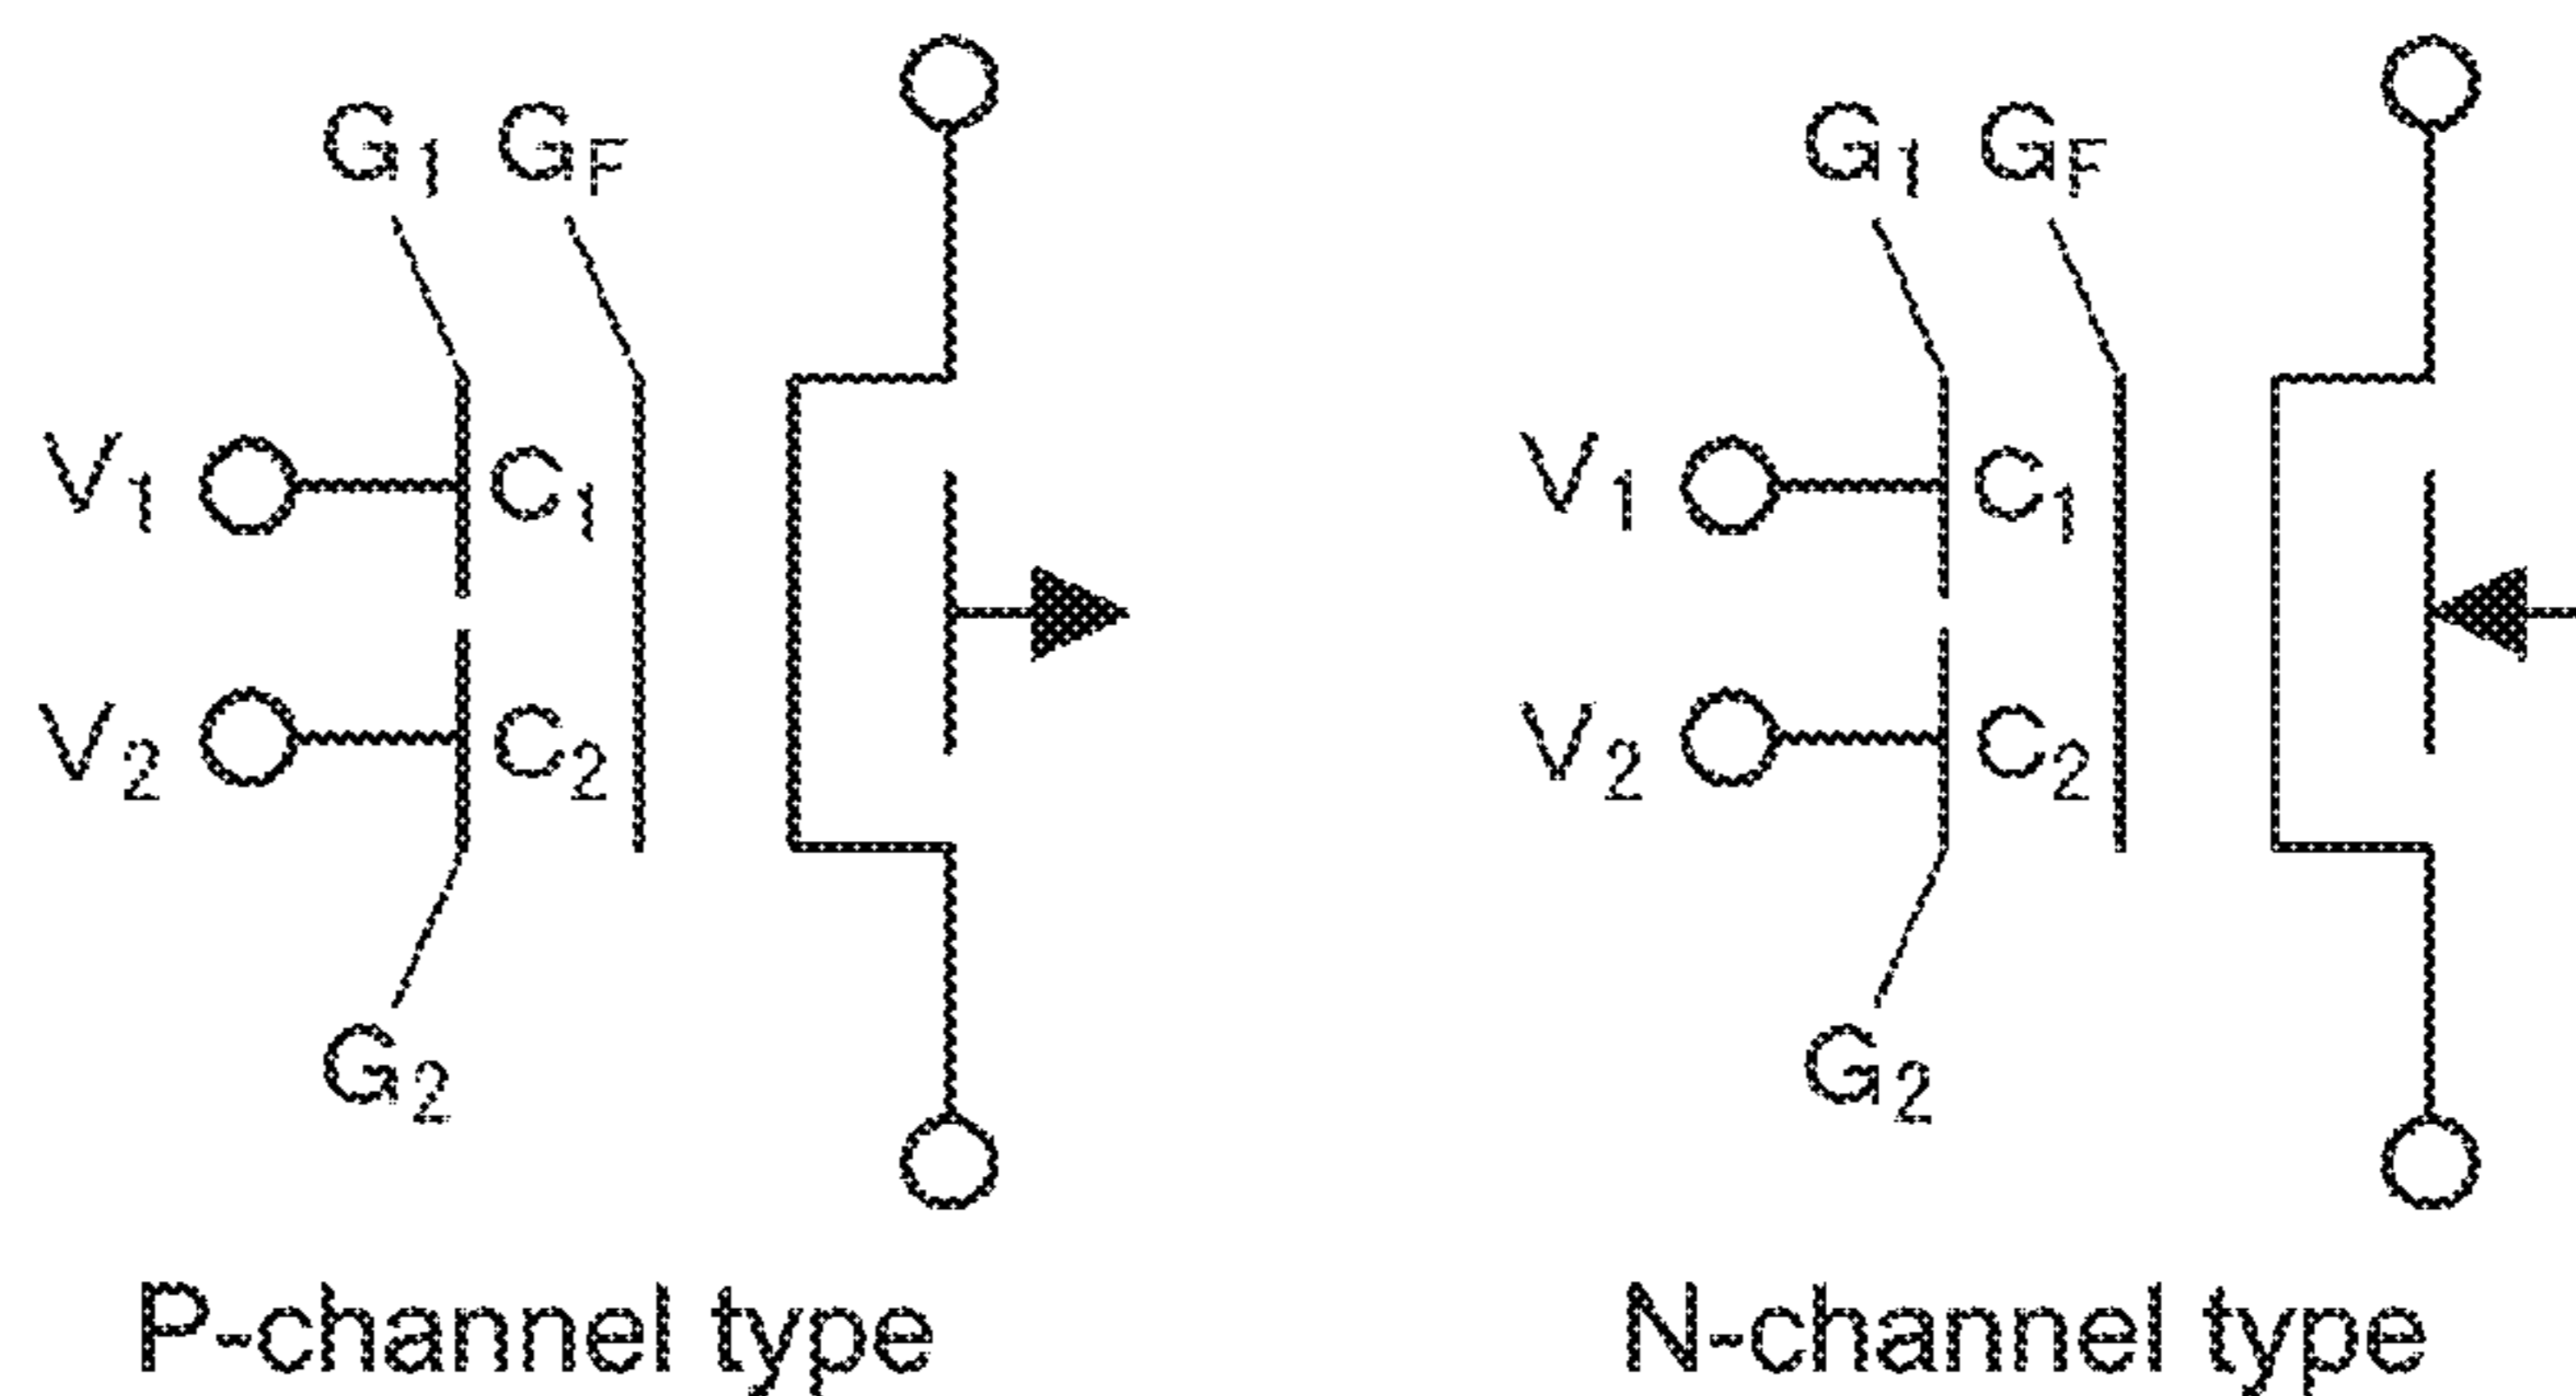 G1 GF G1 GF
V1 C1 V1 C1
V2 C2 V2 C2
G2 G2
P-channel type N-channel type